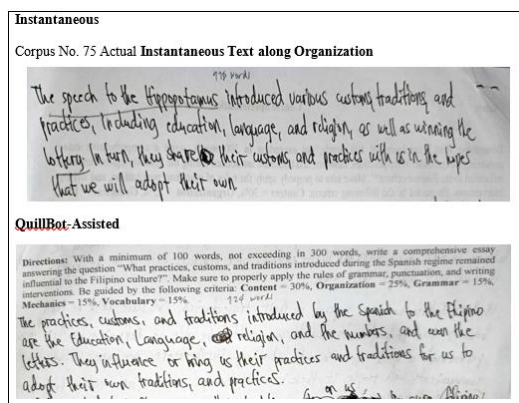 Instantaneous
Corpus No. 75 Actual Instantaneous Text along Organization
words
The speech to the Hippopotamus introduced various customs, traditions, and
practices, Including education, language, and religion, as well as winning the
lottery. In turn, they share their customs, and practices with us in the hopes
that we will adopt their own
QuillBot-Assisted
Directions: With a minimum of 100 words, not exceeding in 300 words, write a comprehensive essay
answering the question "What practices, customs, and traditions introduced during the Spanish regime remained
influential to the Filipino culture?". Make sure to properly apply the rules of grammar, punctuation, and writing
interventions. Be guided by the following criteria: Content – 30%, Organization – 25%, Grammar – 15%,
Mechanics – 15%, Vocabulary – 15%.
124 words
The practices, customs, and traditions introduced by the Spanish to the Filipino
are the Education, Language, religion, and the numbers, and even the
letters. They influence or bring us their practices and traditions for us to
adopt their own traditions, and practices.
on us